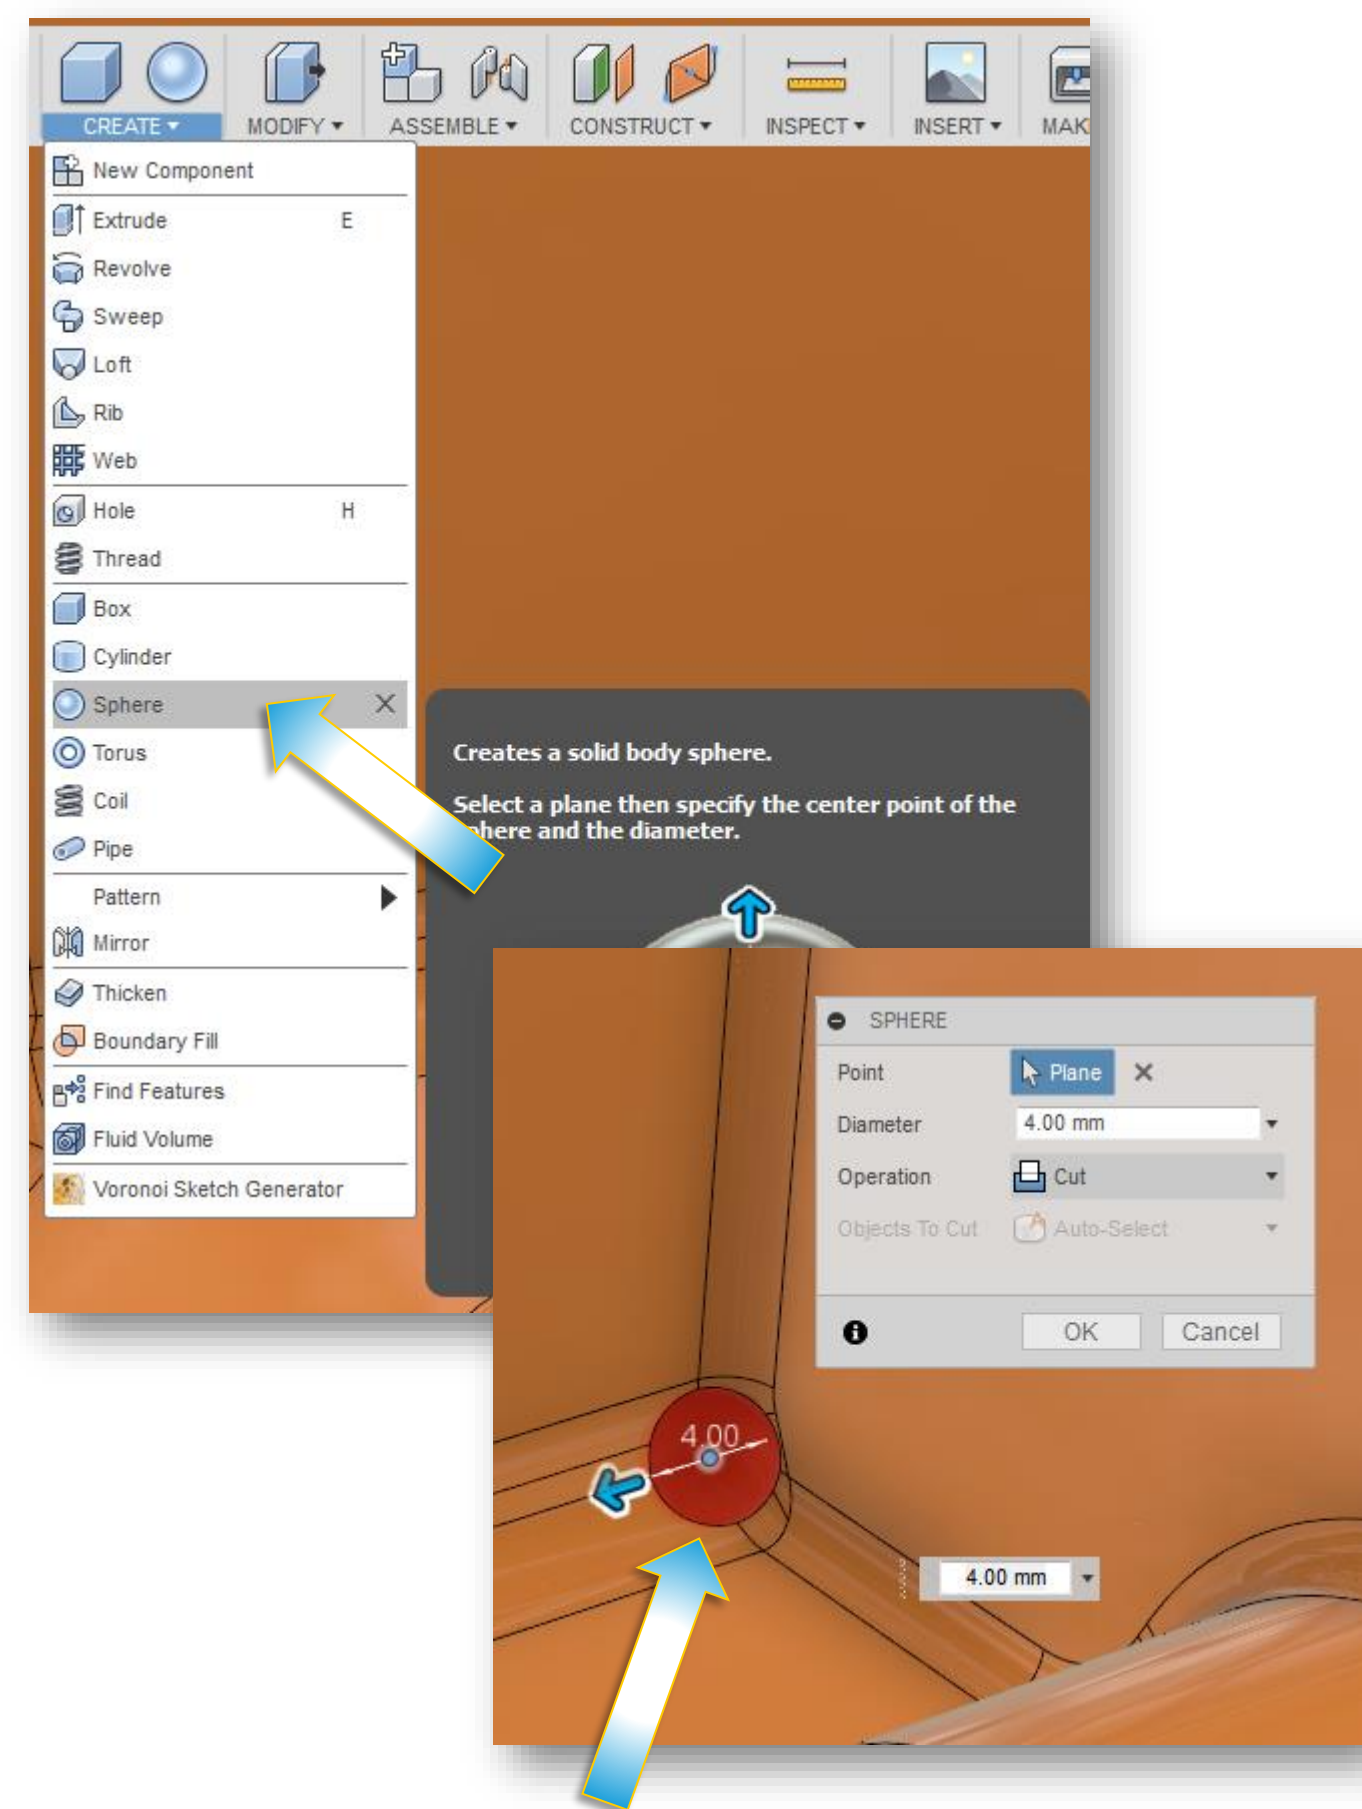 CREATE MODIFY ASSEMBLE CONSTRUCT INSPECT INSERT MAK
New Component
Extrude E
Revolve
Sweep
Loft
Rib
Web
Hole H
Thread
Box
Cylinder
Sphere
Torus
Coil
Pipe
Pattern
Mirror
Thicken
Boundary Fill
Find Features
Fluid Volume
Voronoi Sketch Generator
Creates a solid body sphere.
Select a plane then specify the center point of the
sphere and the diameter.
SPHERE
Point Plane
Diameter 4.00 mm
Operation Cut
Objects To Cut Auto-Select
OK Cancel
4.00
4.00 mm